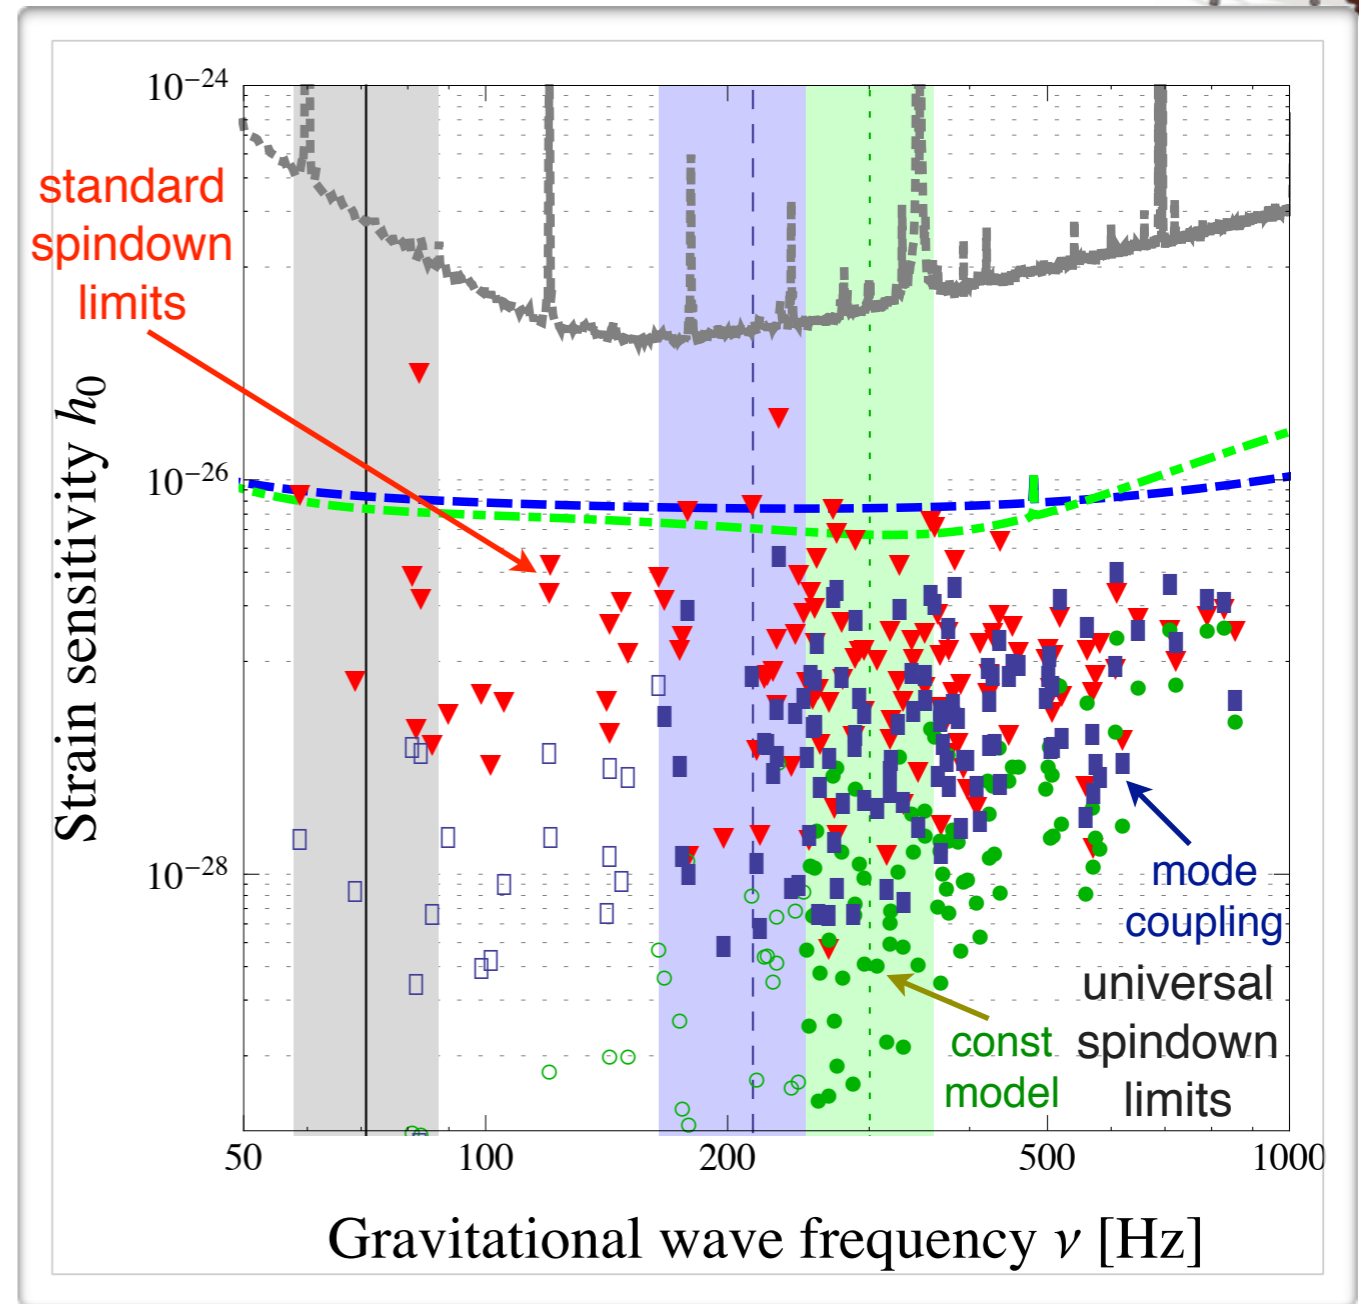 10−24
standard
spindown
limits
10−26
10−28
Strain sensitivity h0
mode
coupling
universal
const spindown
model limits
50 100 200 500 1000
Gravitational wave frequency ν [Hz]